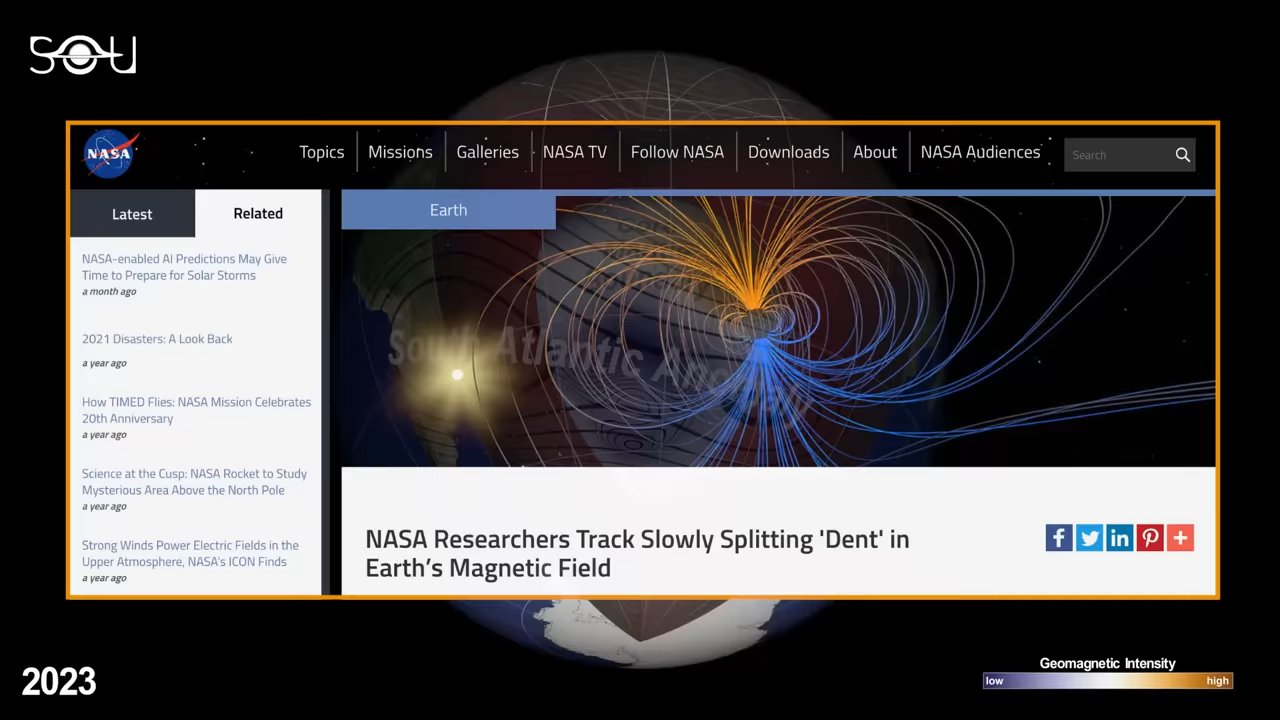 SOU
NASA
Topics
Missions
Galleries
NASA TV
Follow NASA
Downloads
About
NASA Audiences
Search
Latest
Related
NASA-enabled AI Predictions May Give
Time to Prepare for Solar Storms
a month ago
2021 Disasters: A Look Back
a year ago
How TIMED Flies: NASA Mission Celebrates
20th Anniversary
a year ago
Science at the Cusp: NASA Rocket to Study
Mysterious Area Above the North Pole
a year ago
Strong Winds Power Electric Fields in the
Upper Atmosphere, NASA's ICON Finds
a year ago
Earth
South Atlantic Anomaly
NASA Researchers Track Slowly Splitting 'Dent' in
Earth’s Magnetic Field
2023
Geomagnetic Intensity
low
high